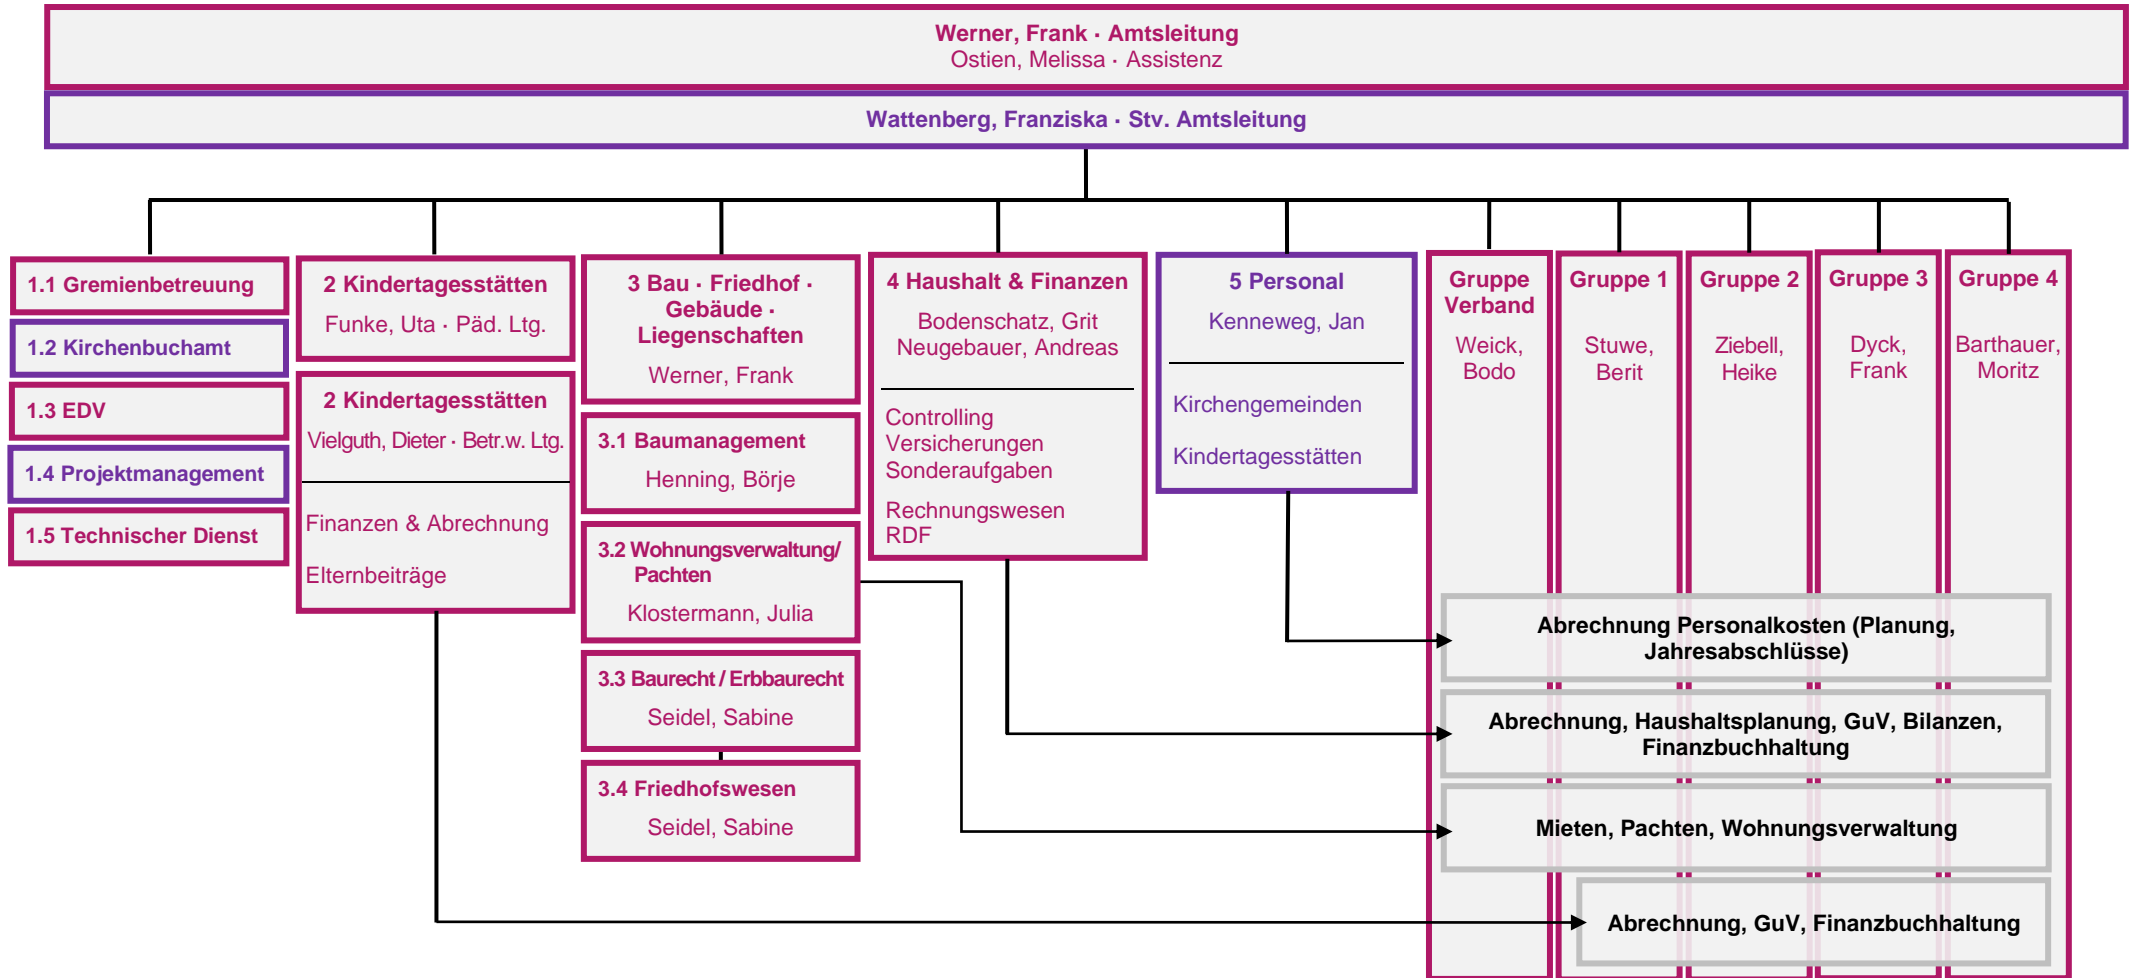 Werner, Frank · Amtsleitung
Ostien, Melissa · Assistenz
Wattenberg, Franziska · Stv. Amtsleitung
1.1 Gremienbetreuung
1.2 Kirchenbuchamt
1.3 EDV
1.4 Projektmanagement
1.5 Technischer Dienst
2 Kindertagesstätten
Funke, Uta · Päd. Ltg.
2 Kindertagesstätten
Vielguth, Dieter · Betr.w. Ltg.
Finanzen & Abrechnung
Elternbeiträge
3 Bau · Friedhof ·
Gebäude ·
Liegenschaften
Werner, Frank
3.1 Baumanagement
Henning, Börje
3.2 Wohnungsverwaltung/
Pachten
Klostermann, Julia
3.3 Baurecht / Erbbaurecht
Seidel, Sabine
3.4 Friedhofswesen
Seidel, Sabine
4 Haushalt & Finanzen
Bodenschatz, Grit
Neugebauer, Andreas
Controlling
Versicherungen
Sonderaufgaben
Rechnungswesen
RDF
5 Personal
Kenneweg, Jan
Kirchengemeinden
Kindertagesstätten
Gruppe
Verband
Weick,
Bodo
Gruppe 1
Stuwe,
Berit
Gruppe 2
Ziebell,
Heike
Gruppe 3
Dyck,
Frank
Gruppe 4
Barthauer,
Moritz
Abrechnung Personalkosten (Planung,
Jahresabschlüsse)
Abrechnung, Haushaltsplanung, GuV, Bilanzen,
Finanzbuchhaltung
Mieten, Pachten, Wohnungsverwaltung
Abrechnung, GuV, Finanzbuchhaltung